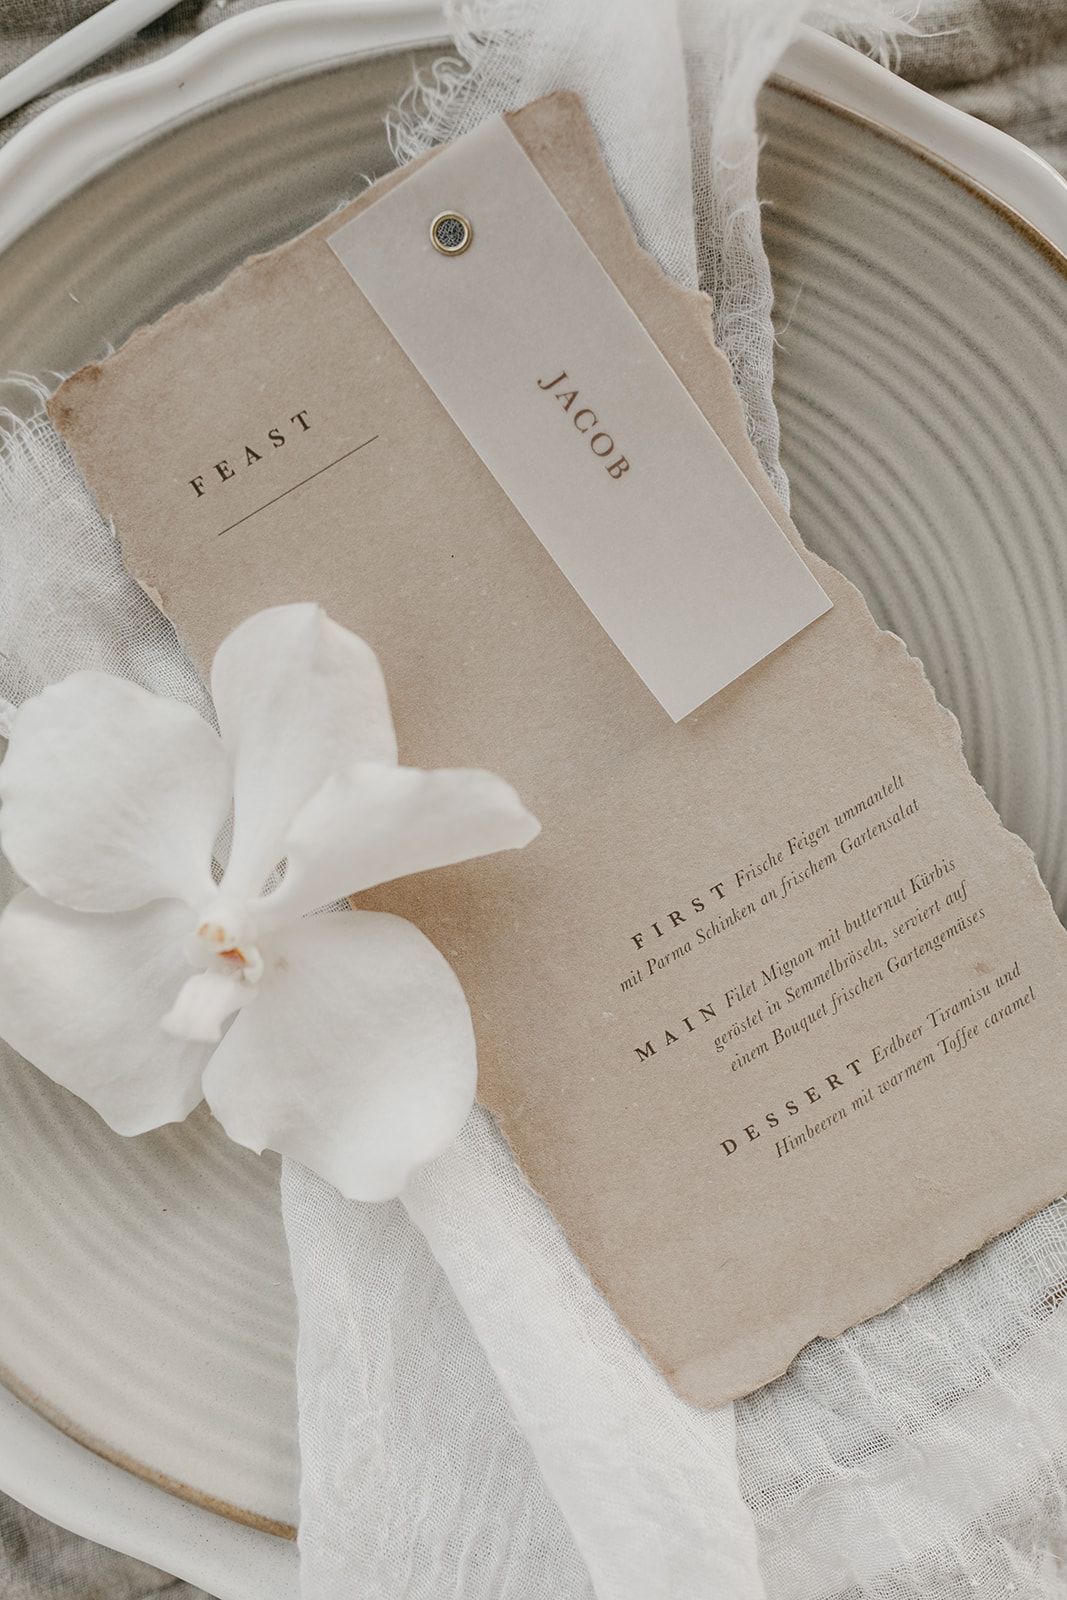 JACOB
FEAST
FIRST Frische Feigen ummantelt
mit Parma Schinken an frischem Gartensalat
MAIN Filet Mignon mit butternut Kürbis
geröstet in Semmelbröseln, serviert auf
einem Bouquet frischen Gartengemüses
DESSERT Erdbeer Tiramisu und
Himbeeren mit warmem Toffee caramel